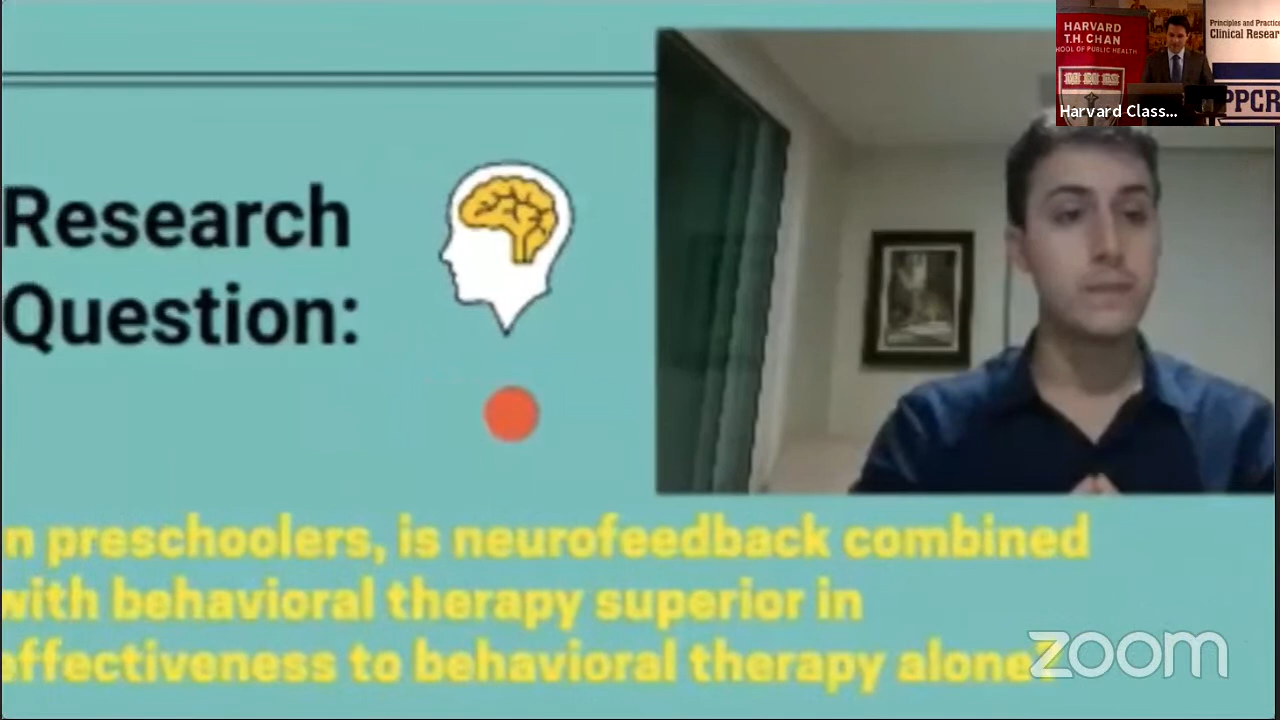 Research
Question:
n preschoolers, is neurofeedback combined
with behavioral therapy superior in
effectiveness to behavioral therapy alone?
zoom
HARVARD
T.H. CHAN
HOOL OF PUBLIC HEALTH
Principles and Practice
Clinical Resear
PPCR
Harvard Class...